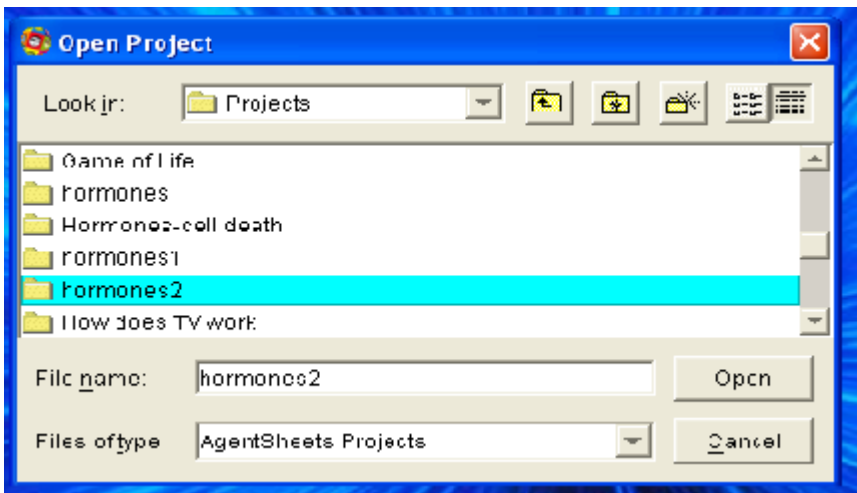 Open Project
Look in: Projects
Game of Life
hormones
Hormones-cell death
hormones1
hormones2
How does TV work
File name: hormones2 Open
Files of type AgentSheets Projects Cancel